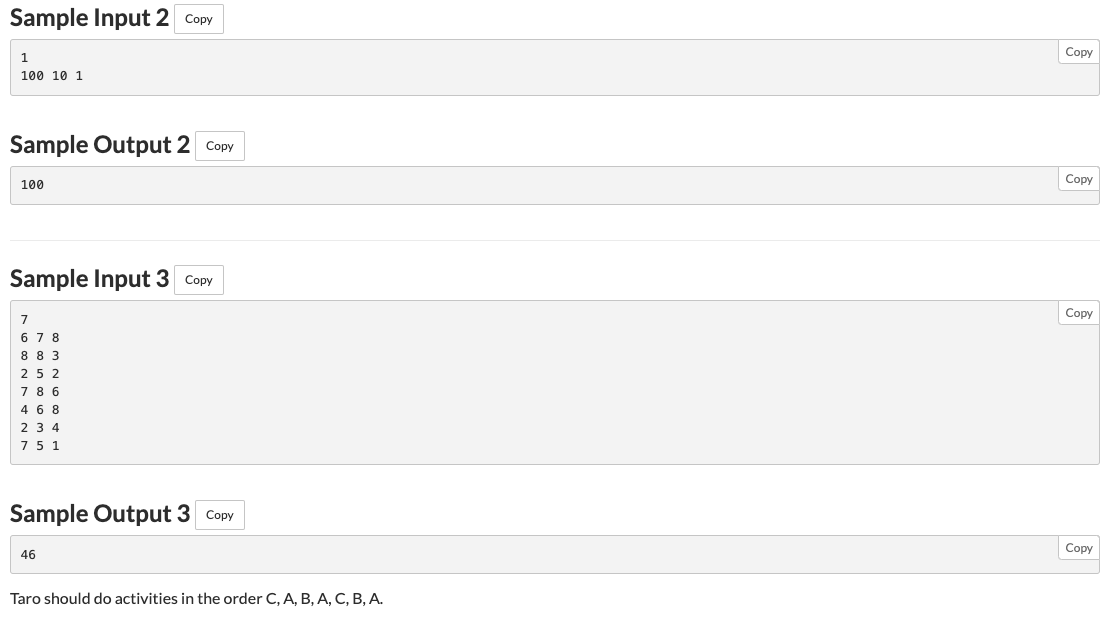 Sample Input 2 Copy
Copy
1
100 10 1
Sample Output 2 Copy
Copy
100
Sample Input 3 Copy
Copy
7
6 7 8
8 8 3
2 5 2
7 8 6
4 6 8
2 3 4
7 5 1
Sample Output 3 Copy
Copy
46
Taro should do activities in the order C, A, B, A, C, B, A.